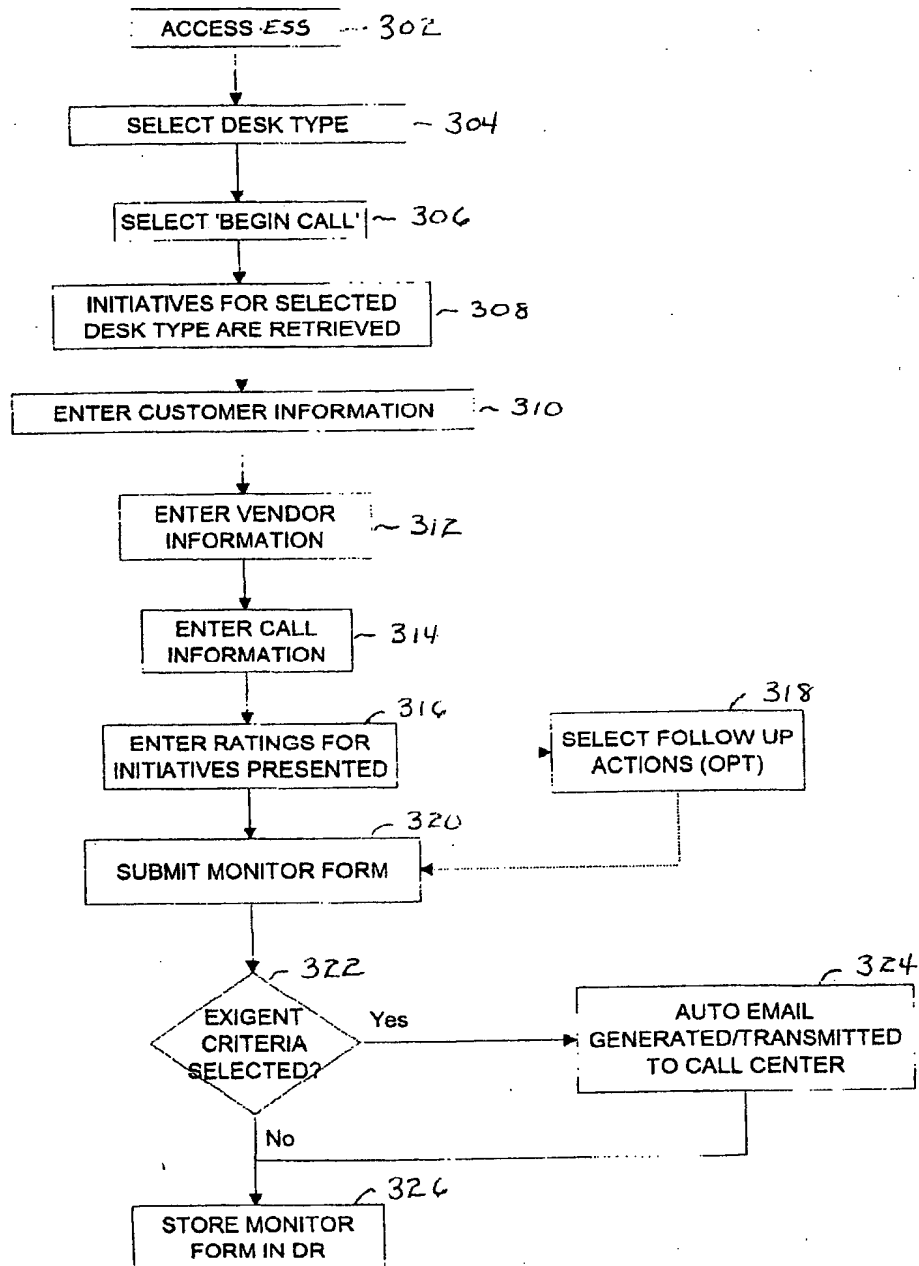 ACCESS ESS 302
SELECT DESK TYPE ~ 304
SELECT 'BEGIN CALL' ~ 306
INITIATIVES FOR SELECTED
DESK TYPE ARE RETRIEVED ~ 308
ENTER CUSTOMER INFORMATION ~ 310
ENTER VENDOR
INFORMATION ~ 312
ENTER CALL
INFORMATION ~ 314
316
ENTER RATINGS FOR
INITIATIVES PRESENTED
318
SELECT FOLLOW UP
ACTIONS (OPT)
320
SUBMIT MONITOR FORM
322
EXIGENT
CRITERIA
SELECTED?
Yes
324
AUTO EMAIL
GENERATED/TRANSMITTED
TO CALL CENTER
No
326
STORE MONITOR
FORM IN DR